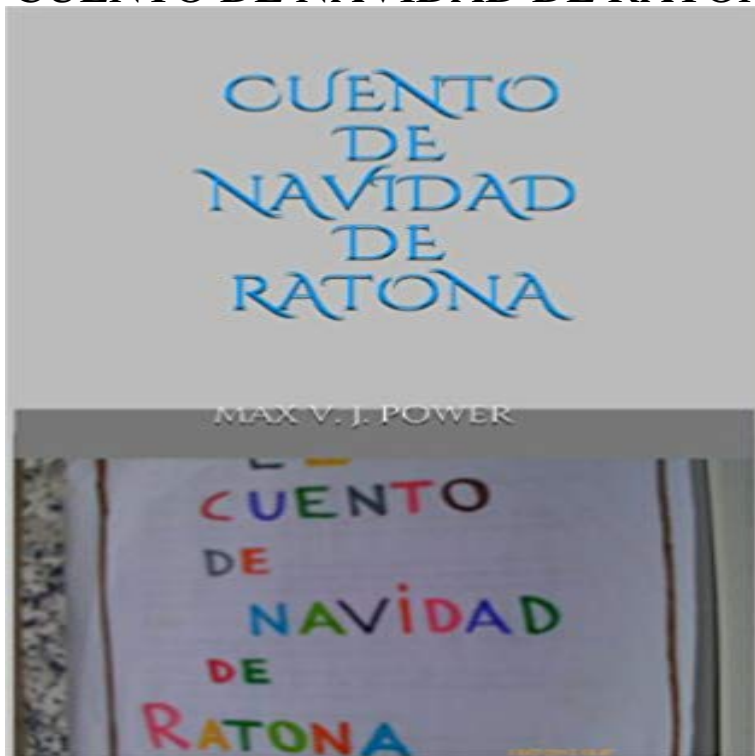 CUENTO
DE
NAVIDAD
DE
RATONA
MAX V. J. POWER
CUENTO
DE
NAVIDAD
DE
RATONA